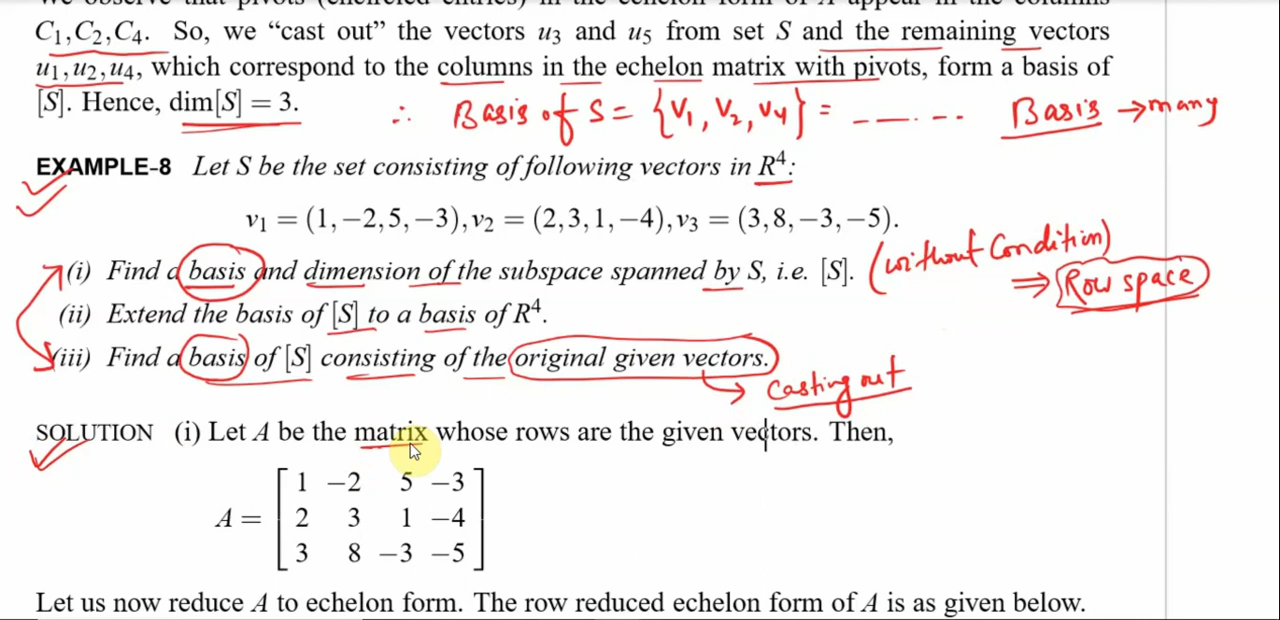 C₁,C₂,C₄. So, we “cast out” the vectors u₃ and u₅ from set S and the remaining vectors
u₁,u₂,u₄, which correspond to the columns in the echelon matrix with pivots, form a basis of
[S]. Hence, dim[S] = 3.
∴ Basis of S = {v₁, v₂, v₄} = ------- Basis → many
EXAMPLE-8 Let S be the set consisting of following vectors in R⁴:
v₁ = (1,−2,5,−3), v₂ = (2,3,1,−4), v₃ = (3,8,−3,−5).
(i) Find a basis and dimension of the subspace spanned by S, i.e. [S]. (without Condition)
⇒ Row space
(ii) Extend the basis of [S] to a basis of R⁴.
(iii) Find a basis of [S] consisting of the original given vectors.
→ Casting out
SOLUTION (i) Let A be the matrix whose rows are the given vectors. Then,
1 −2 5 −3
A = 2 3 1 −4
3 8 −3 −5
Let us now reduce A to echelon form. The row reduced echelon form of A is as given below.